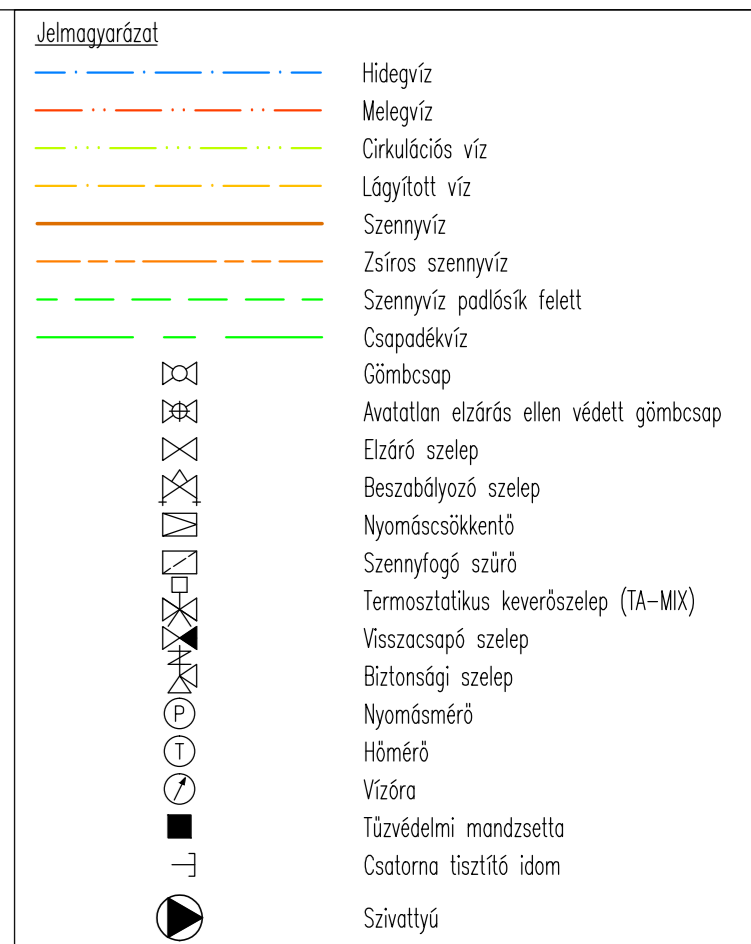 Jelmagyarázat
Hidegvíz
Melegvíz
Cirkulációs víz
Lágyított víz
Szennyvíz
Zsíros szennyvíz
Szennyvíz padlósík felett
Csapadékvíz
Gömbcsap
Avatatlan elzárás ellen védett gömbcsap
Elzáró szelep
Beszabályozó szelep
Nyomáscsökkentő
Szennyfogó szűrő
Termosztatikus keverőszelep (TA-MIX)
Visszacsapó szelep
Biztonsági szelep
P Nyomásmérő
T Hőmérő
Vízóra
Tűzvédelmi mandzsetta
Csatorna tisztító idom
Szivattyú